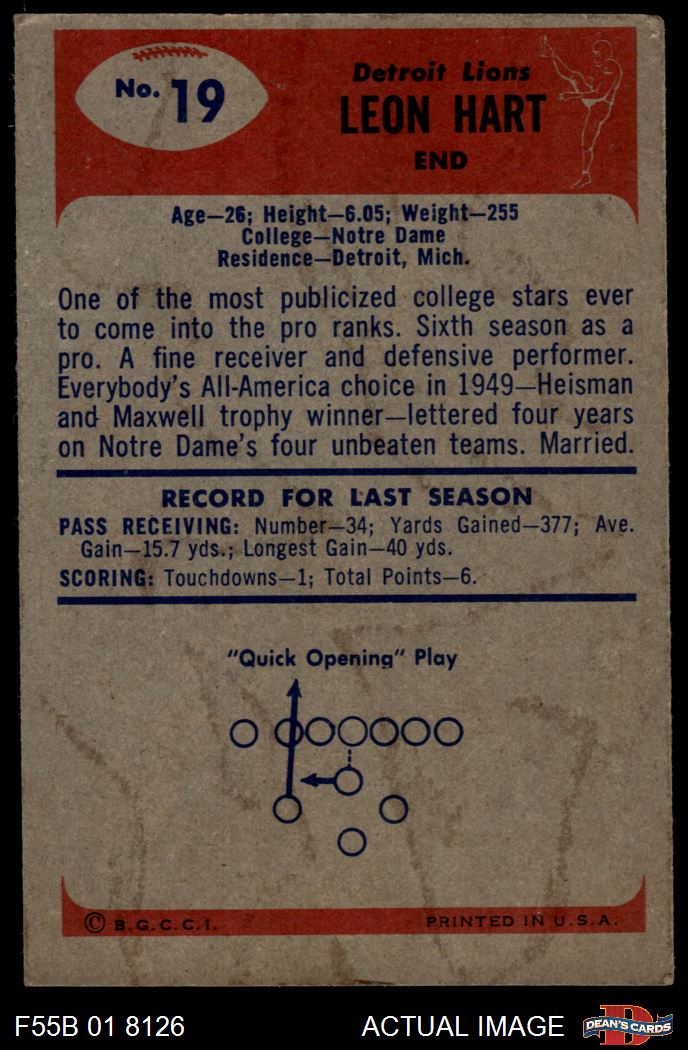 No. 19
Detroit Lions
LEON HART
END
Age—26; Height—6.05; Weight—255
College—Notre Dame
Residence—Detroit, Mich.
One of the most publicized college stars ever
to come into the pro ranks. Sixth season as a
pro. A fine receiver and defensive performer.
Everybody's All-America choice in 1949—Heisman
and Maxwell trophy winner—lettered four years
on Notre Dame's four unbeaten teams. Married.
RECORD FOR LAST SEASON
PASS RECEIVING: Number—34; Yards Gained—377; Ave.
Gain—15.7 yds.; Longest Gain—40 yds.
SCORING: Touchdowns—1; Total Points—6.
"Quick Opening" Play
© B.G.C.C.I. PRINTED IN U.S.A.
F55B 01 8126 ACTUAL IMAGE
D
DEAN'S CARDS